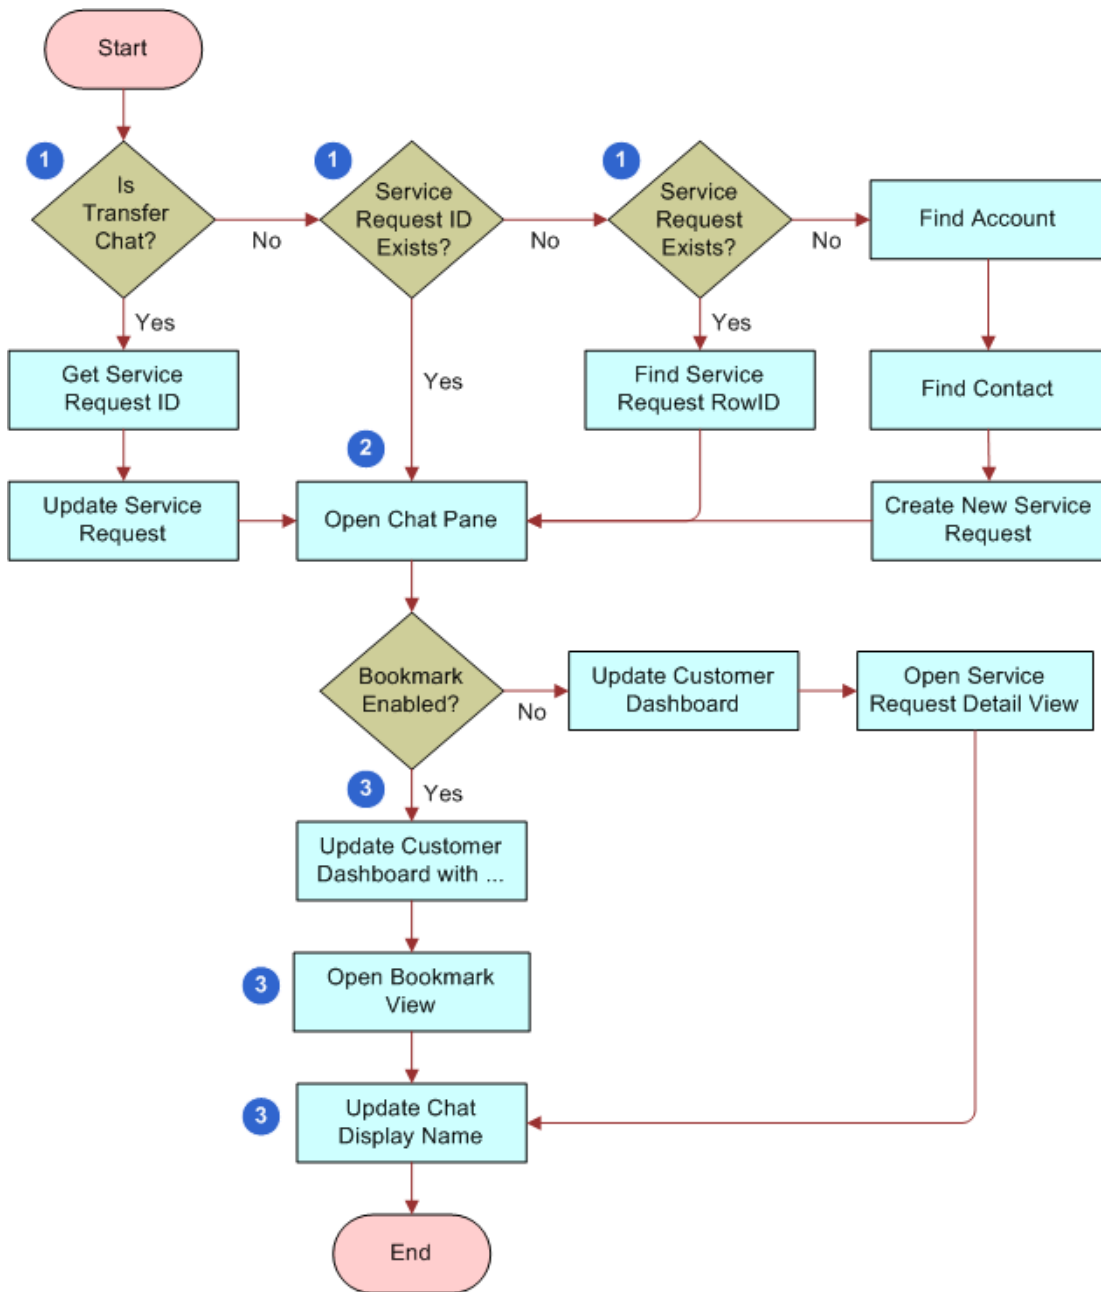 Start
1
Is
Transfer
Chat?
No
1
Service
Request ID
Exists?
No
1
Service
Request
Exists?
No
Find Account
Yes
Get Service
Request ID
Yes
Yes
Find Service
Request RowID
Find Contact
Update Service
Request
2
Open Chat Pane
Create New Service
Request
Bookmark
Enabled?
No
Update Customer
Dashboard
Open Service
Request Detail View
3
Yes
Update Customer
Dashboard with ...
3
Open Bookmark
View
3
Update Chat
Display Name
End